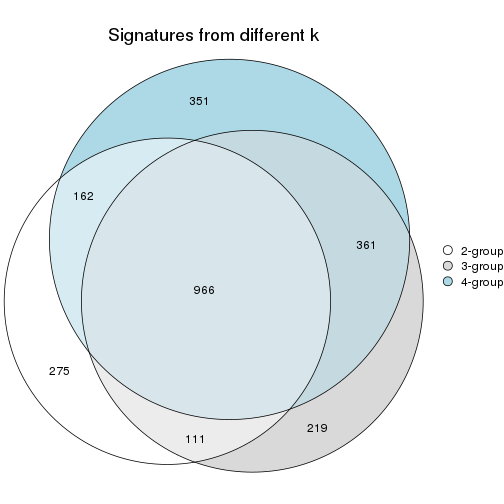 Signatures from different k
351
162
361
2-group
3-group
4-group
966
275
219
111